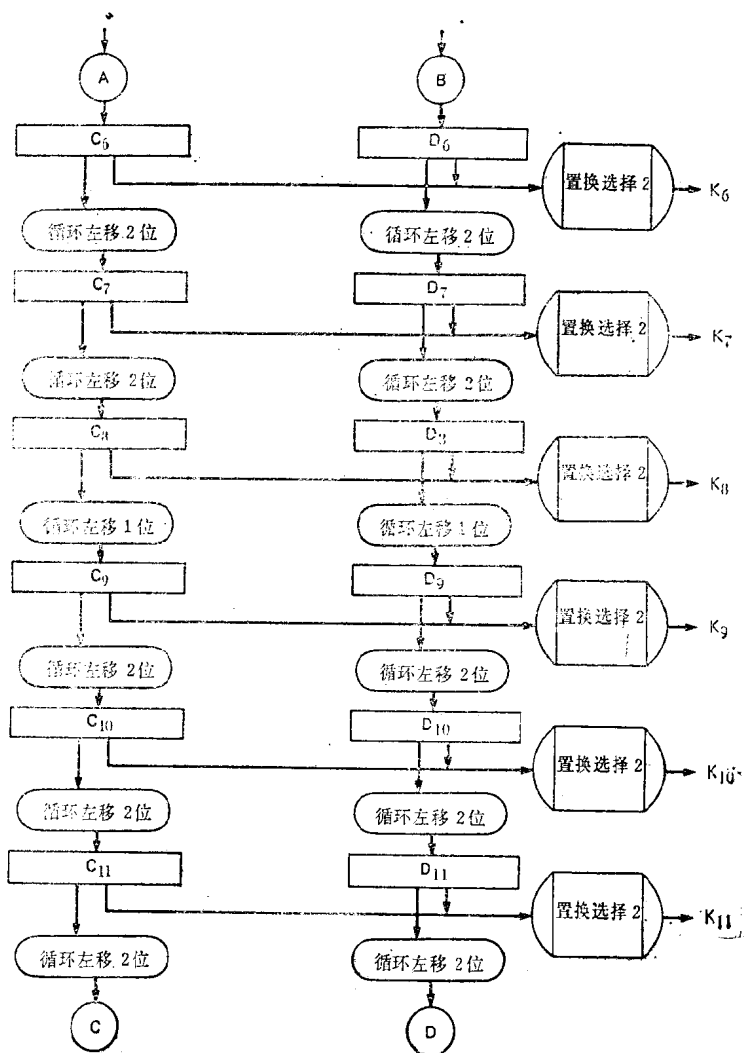 A B
C6 D6
置换选择 2 K6
循环左移 2位 循环左移 2位
C7 D7
置换选择 2 K7
循环左移 2位 循环左移 2位
C8 D8
置换选择 2 K8
循环左移 1位 循环左移 1位
C9 D9
置换选择 2 K9
循环左移 2位 循环左移 2位
C10 D10
置换选择 2 K10
循环左移 2位 循环左移 2位
C11 D11
置换选择 2 K11
循环左移 2位 循环左移 2位
C D